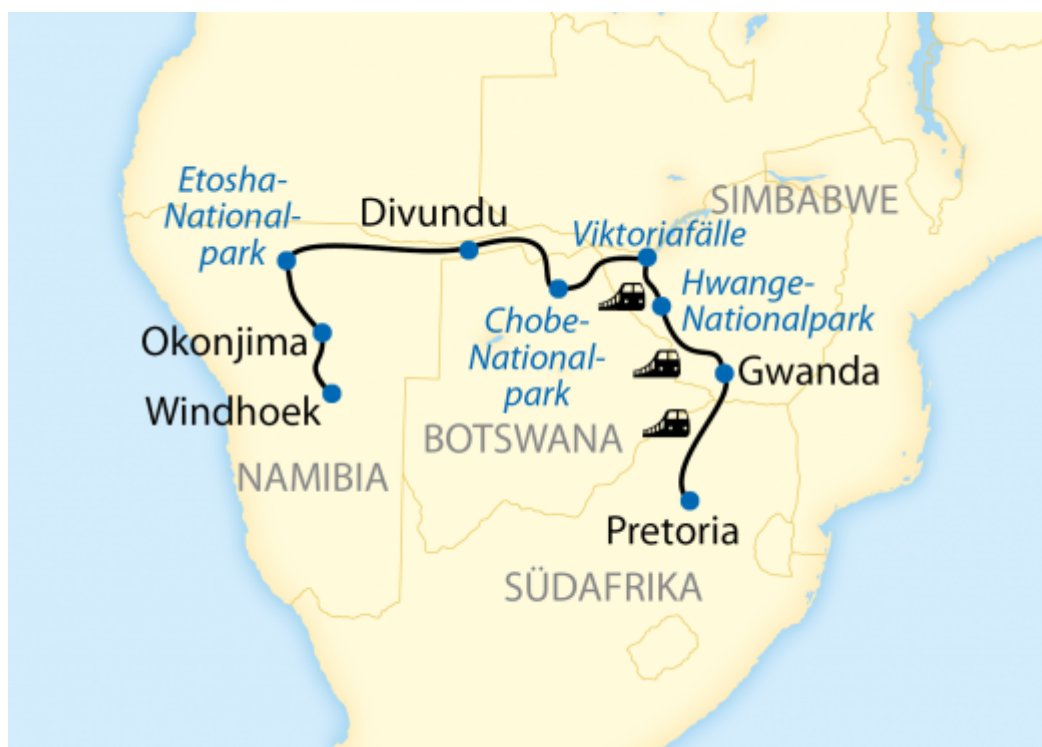 Etosha-
National-
park
Divundu
SIMBABWE
Viktoriafälle
Hwange-
Nationalpark
Okonjima
Chobe-
National-
park
Gwanda
Windhoek
BOTSWANA
NAMIBIA
Pretoria
SÜDAFRIKA